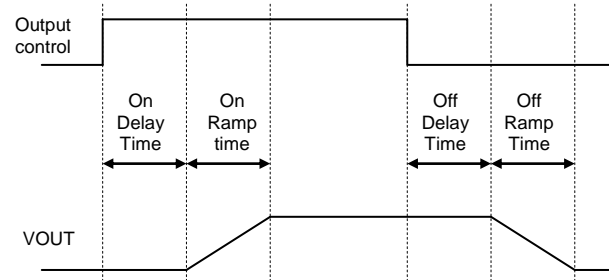 Output
control
On
Delay
Time
On
Ramp
time
Off
Delay
Time
Off
Ramp
Time
VOUT